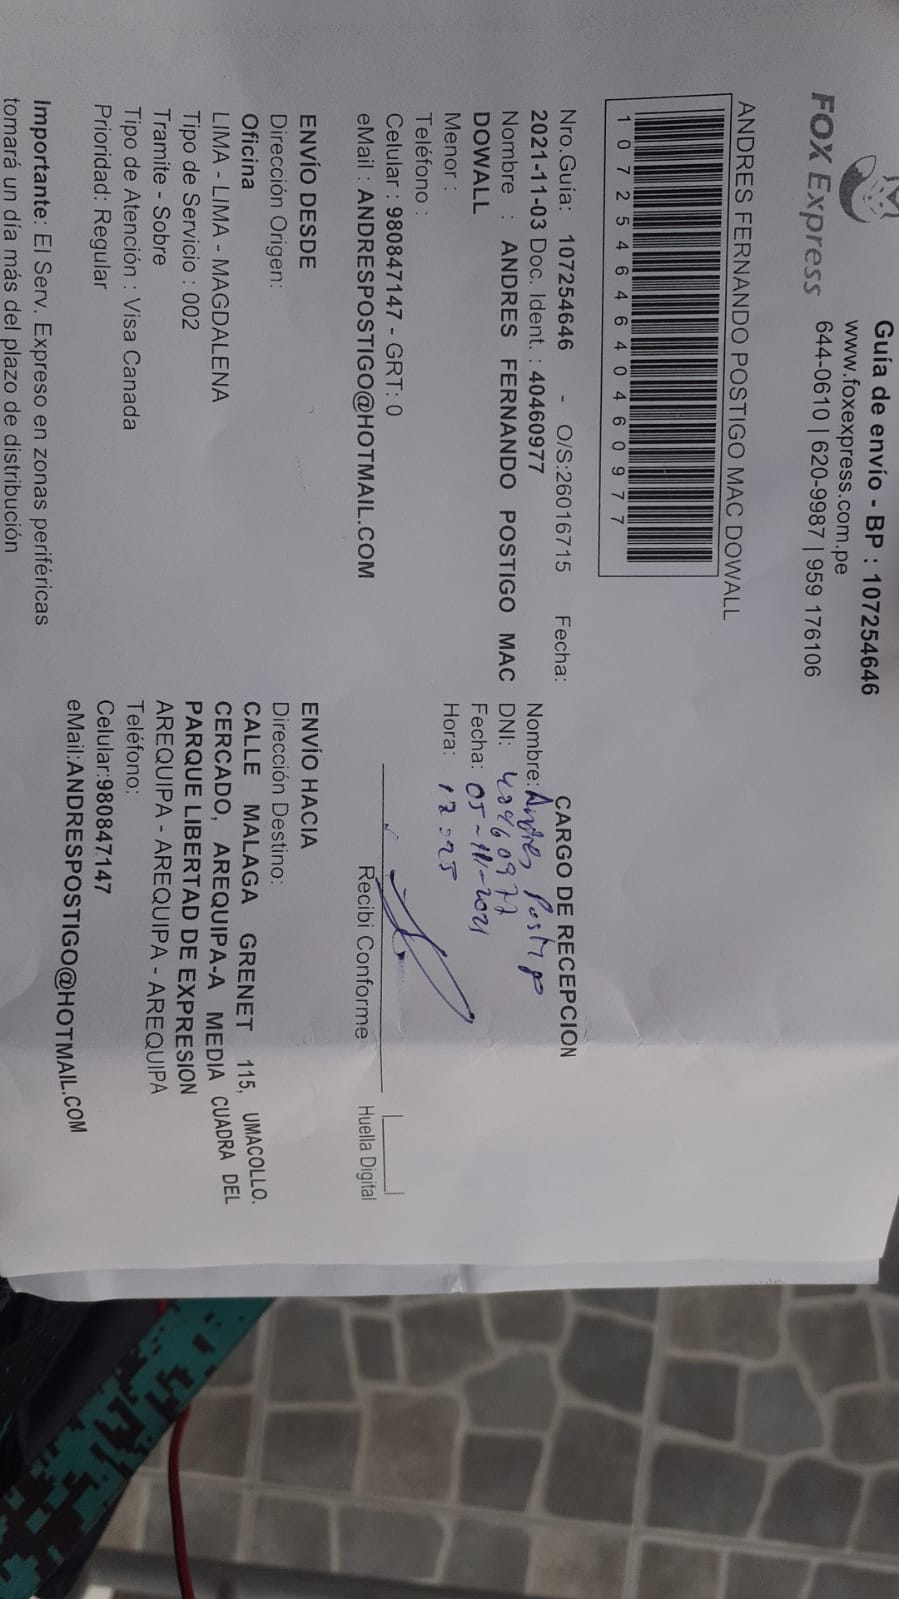 Guía de envío - BP : 107254646
www.foxexpress.com.pe
644-0610 | 620-9987 | 959 176106
FOX Express
ANDRES FERNANDO POSTIGO MAC DOWALL
1 0 7 2 5 4 6 4 6 4 0 4 6 0 9 7 7
Nro.Guía: 107254646 - O/S:26016715 Fecha:
2021-11-03 Doc. Ident. : 40460977
Nombre : ANDRES FERNANDO POSTIGO MAC
DOWALL
Menor :
Teléfono :
Celular : 980847147 - GRT: 0
eMail : ANDRESPOSTIGO@HOTMAIL.COM
CARGO DE RECEPCION
Nombre: Andrés Postigo
DNI: 40460977
Fecha: 05-11-2021
Hora: 12:25
Recibi Conforme
Huella Digital
ENVÍO DESDE
Dirección Origen:
Oficina
LIMA - LIMA - MAGDALENA
Tipo de Servicio : 002
Tramite - Sobre
Tipo de Atención : Visa Canada
Prioridad: Regular
ENVÍO HACIA
Dirección Destino:
CALLE MALAGA GRENET 115, UMACOLLO.
CERCADO, AREQUIPA-A MEDIA CUADRA DEL
PARQUE LIBERTAD DE EXPRESION
AREQUIPA - AREQUIPA - AREQUIPA
Teléfono:
Celular:980847147
eMail:ANDRESPOSTIGO@HOTMAIL.COM
Importante: El Serv. Expreso en zonas periféricas
tomará un día más del plazo de distribución